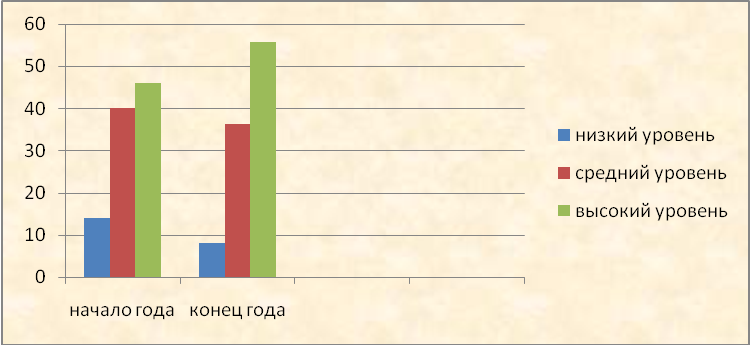 60
50
40
30
20
10
0
начало года
конец года
низкий уровень
средний уровень
высокий уровень